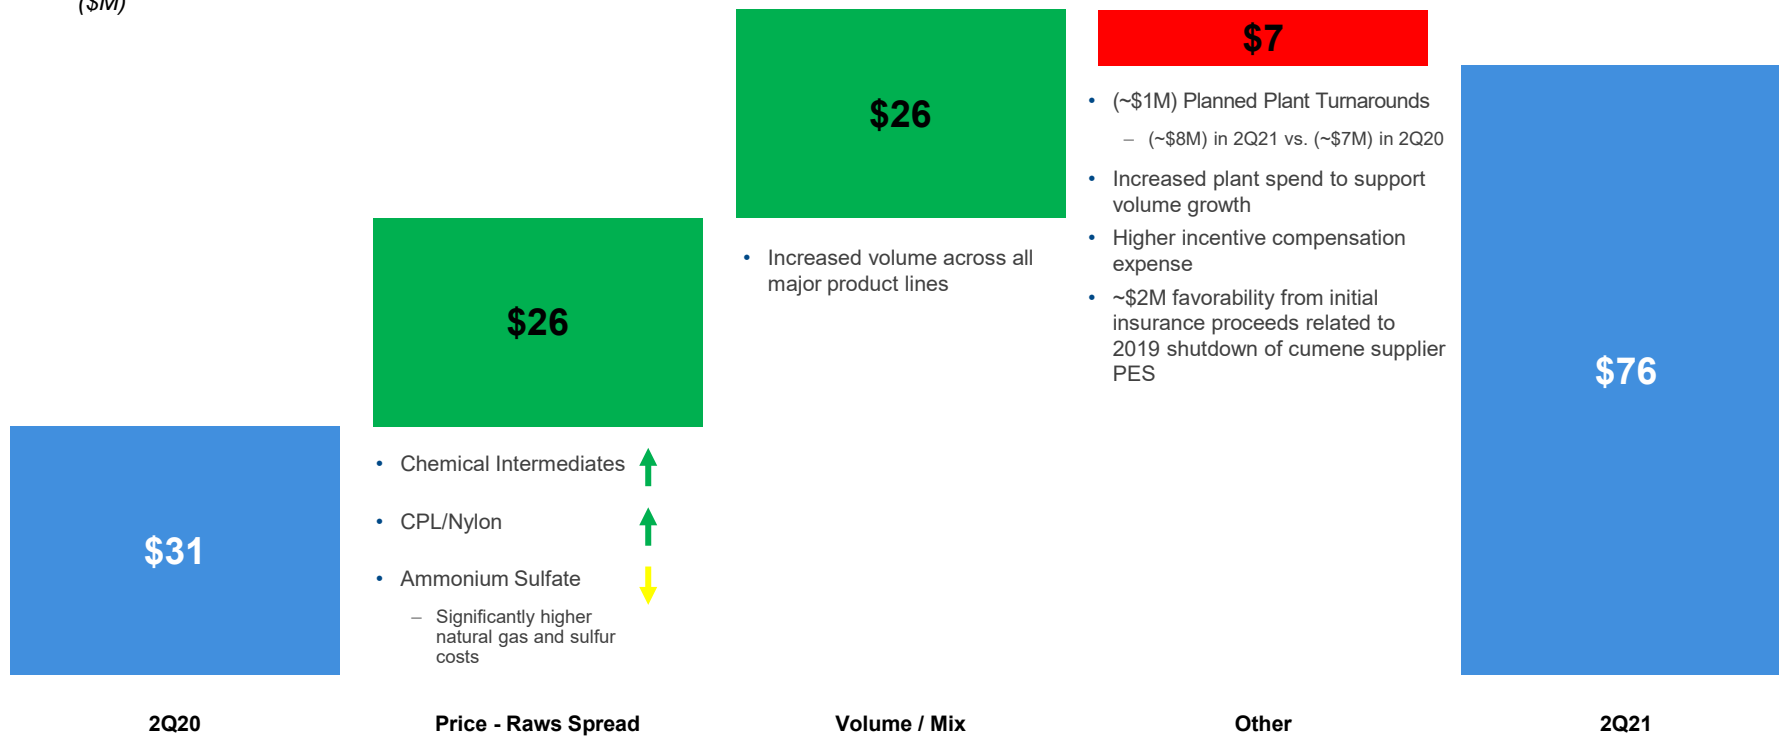 ($M)
$31
2Q20
$26
• Chemical Intermediates
• CPL/Nylon
• Ammonium Sulfate
– Significantly higher
natural gas and sulfur
costs
Price - Raws Spread
$26
• Increased volume across all
major product lines
Volume / Mix
$7
• (~$1M) Planned Plant Turnarounds
– (~$8M) in 2Q21 vs. (~$7M) in 2Q20
• Increased plant spend to support
volume growth
• Higher incentive compensation
expense
• ~$2M favorability from initial
insurance proceeds related to
2019 shutdown of cumene supplier
PES
Other
$76
2Q21